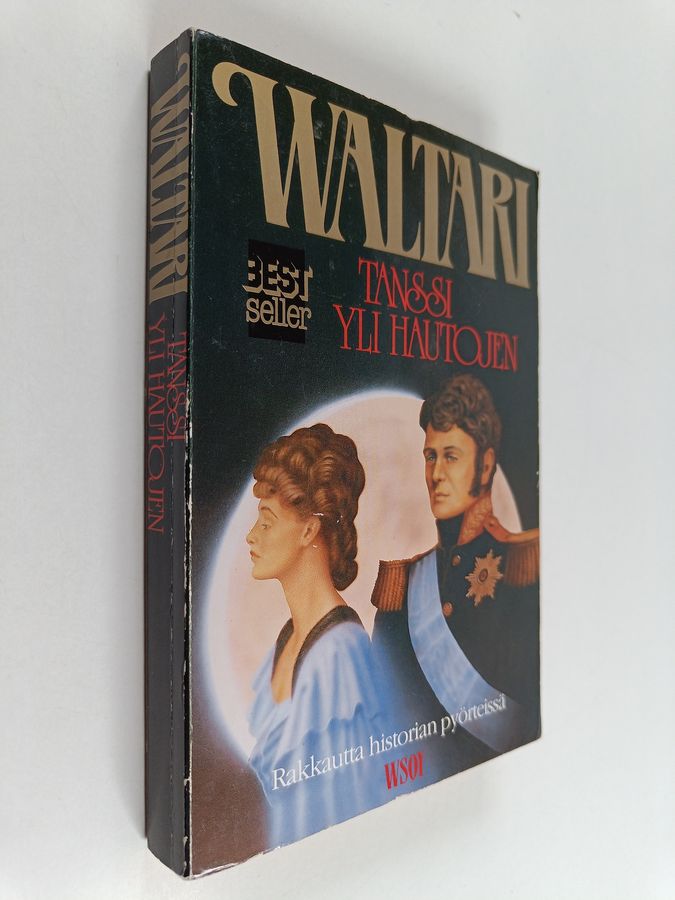 WALTARI
TANSSI
YLI HAUTOJEN
WALTARI
BEST
seller
TANSSI
YLI HAUTOJEN
Rakkautta historian pyörteissä
WSOY